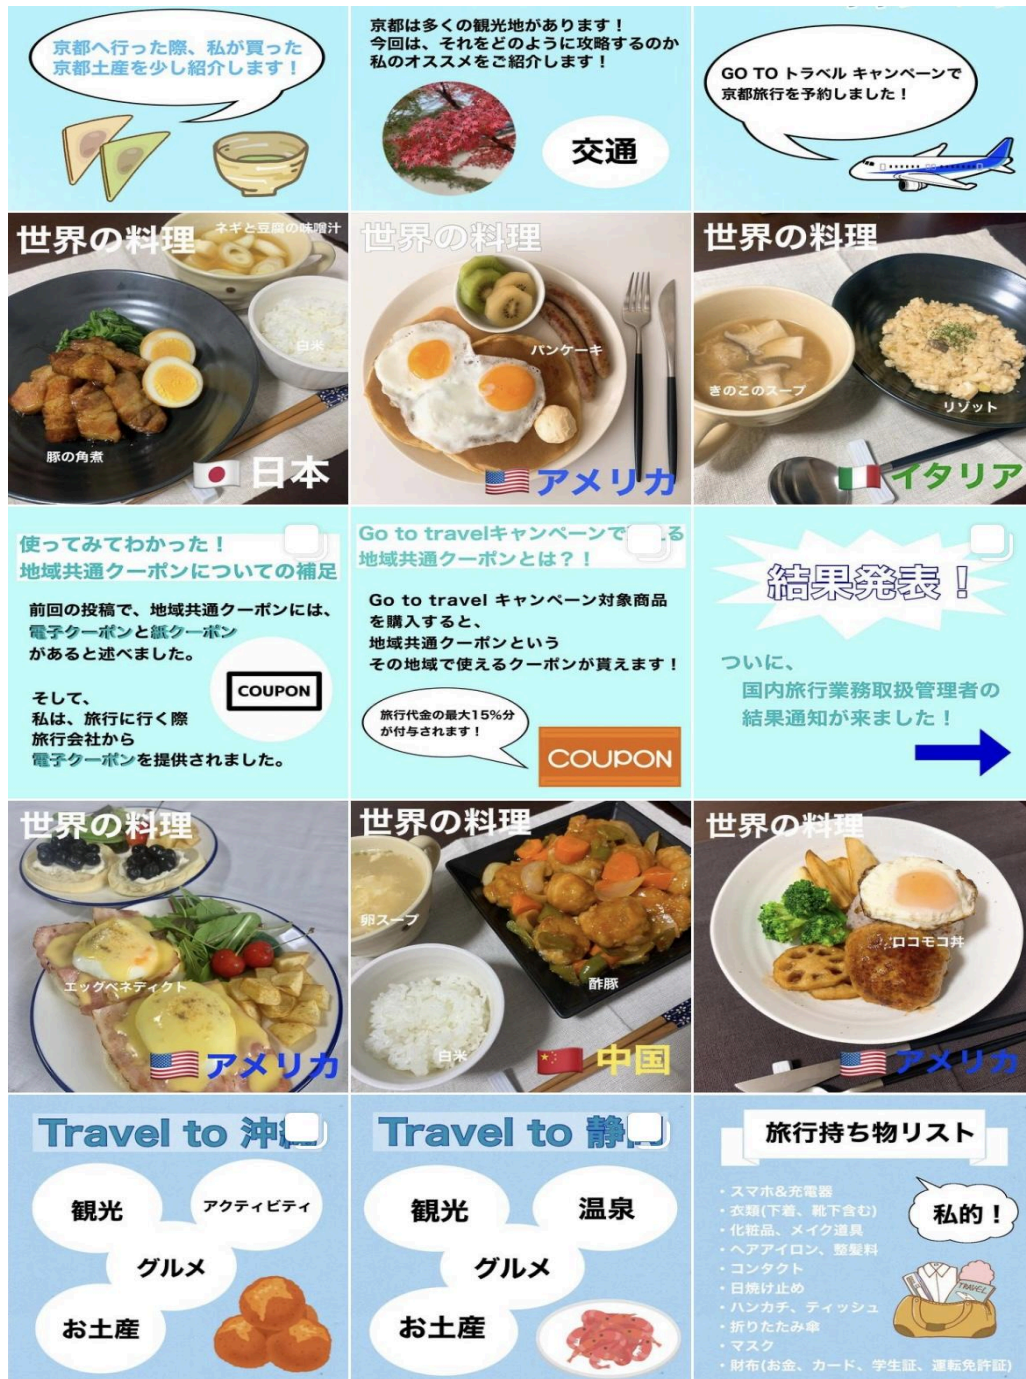 京都へ行った際、私が買った
京都土産を少し紹介します！
京都は多くの観光地があります！
今回は、それをどのように攻略するのか
私のオススメをご紹介します！
交通
GO TO トラベル キャンペーンで
京都旅行を予約しました！
世界の料理
ネギと豆腐の味噌汁
白米
豚の角煮
日本
世界の料理
パンケーキ
アメリカ
世界の料理
きのこのスープ
リゾット
イタリア
使ってみてわかった！
地域共通クーポンについての補足
前回の投稿で、地域共通クーポンには、
電子クーポンと紙クーポン
があると述べました。
COUPON
そして、
私は、旅行に行く際
旅行会社から
電子クーポンを提供されました。
Go to travelキャンペーンで える
地域共通クーポンとは？！
Go to travel キャンペーン対象商品
を購入すると、
地域共通クーポンという
その地域で使えるクーポンが貰えます！
旅行代金の最大15%分
が付与されます！
COUPON
結果発表！
ついに、
国内旅行業務取扱管理者の
結果通知が来ました！
世界の料理
エッグベネディクト
アメリカ
世界の料理
卵スープ
酢豚
白米
中国
世界の料理
ロコモコ丼
アメリカ
Travel to 沖
観光
アクティビティ
グルメ
お土産
Travel to 静
観光
温泉
グルメ
お土産
旅行持ち物リスト
・スマホ&充電器
・衣類(下着、靴下含む)
・化粧品、メイク道具
・ヘアアイロン、整髪料
・コンタクト
・日焼け止め
・ハンカチ、ティッシュ
・折りたたみ傘
・マスク
・財布(お金、カード、学生証、運転免許証)
私的！
TRAVEL